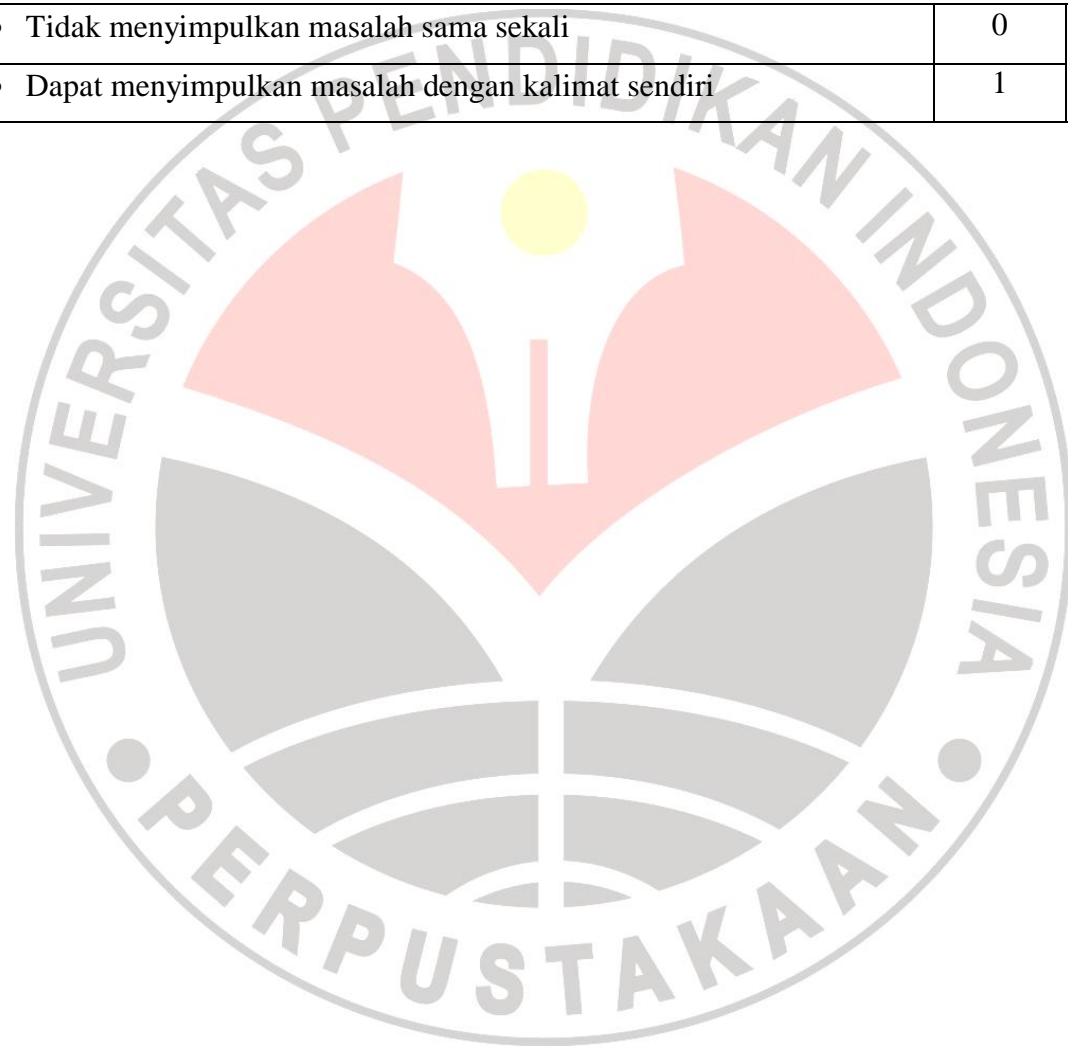 • Tidak menyimpulkan masalah sama sekali 0
• Dapat menyimpulkan masalah dengan kalimat sendiri 1
UNIVERSITAS PENDIDIKAN INDONESIA
PERPUSTAKAAN